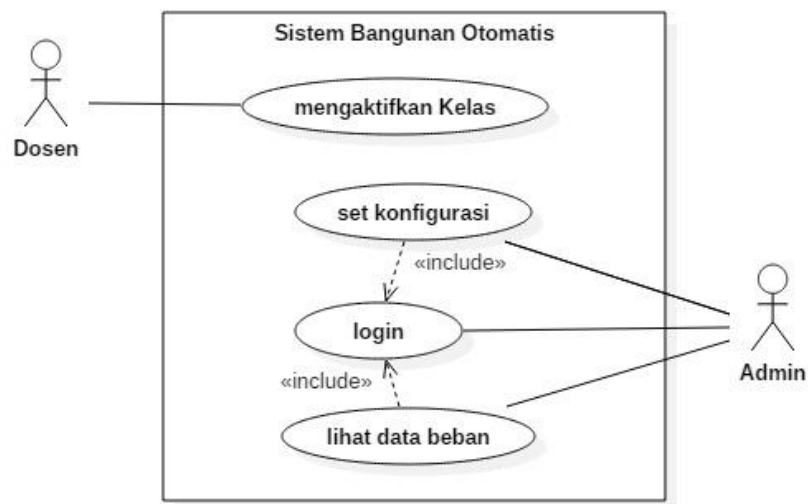 Sistem Bangunan Otomatis
mengaktifkan Kelas
Dosen
set konfigurasi
«include»
login
Admin
«include»
lihat data beban